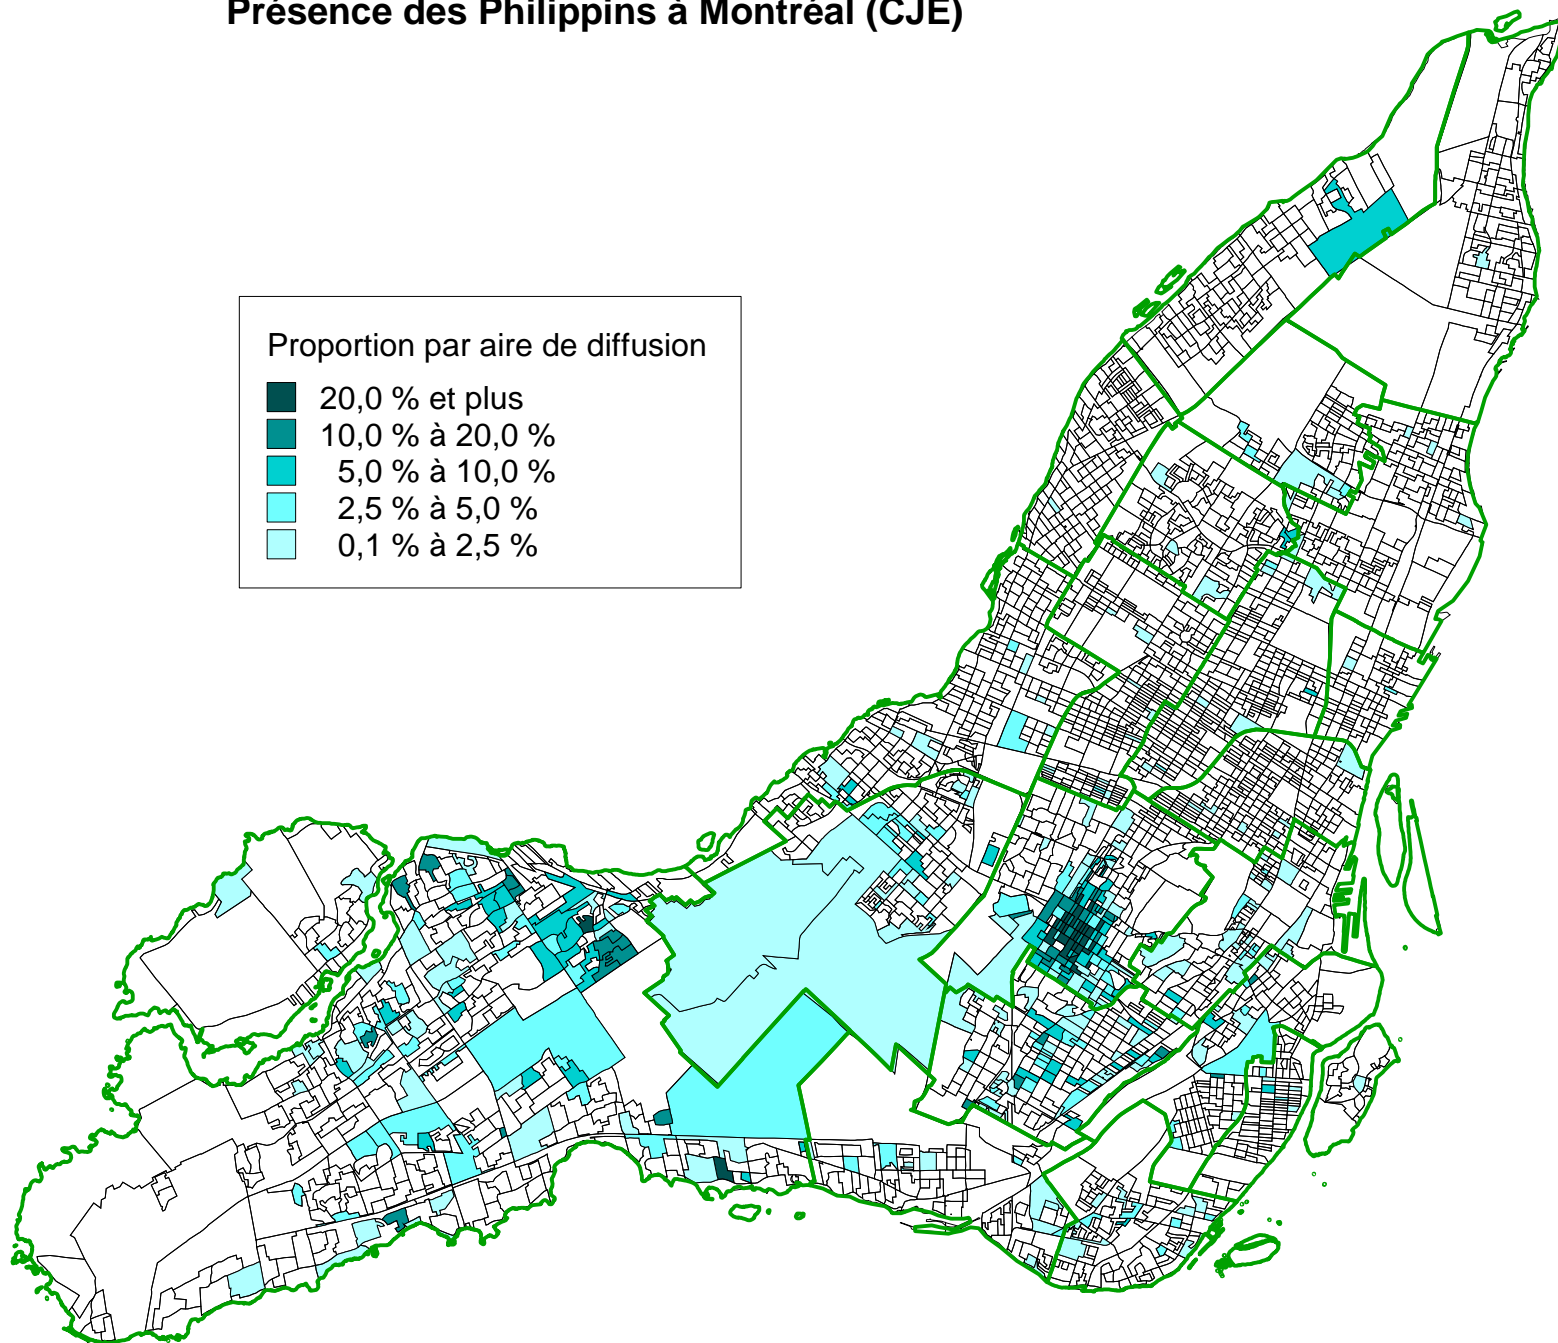 Présence des Philippins à Montréal (CJE)
Proportion par aire de diffusion
20,0 % et plus
10,0 % à 20,0 %
5,0 % à 10,0 %
2,5 % à 5,0 %
0,1 % à 2,5 %